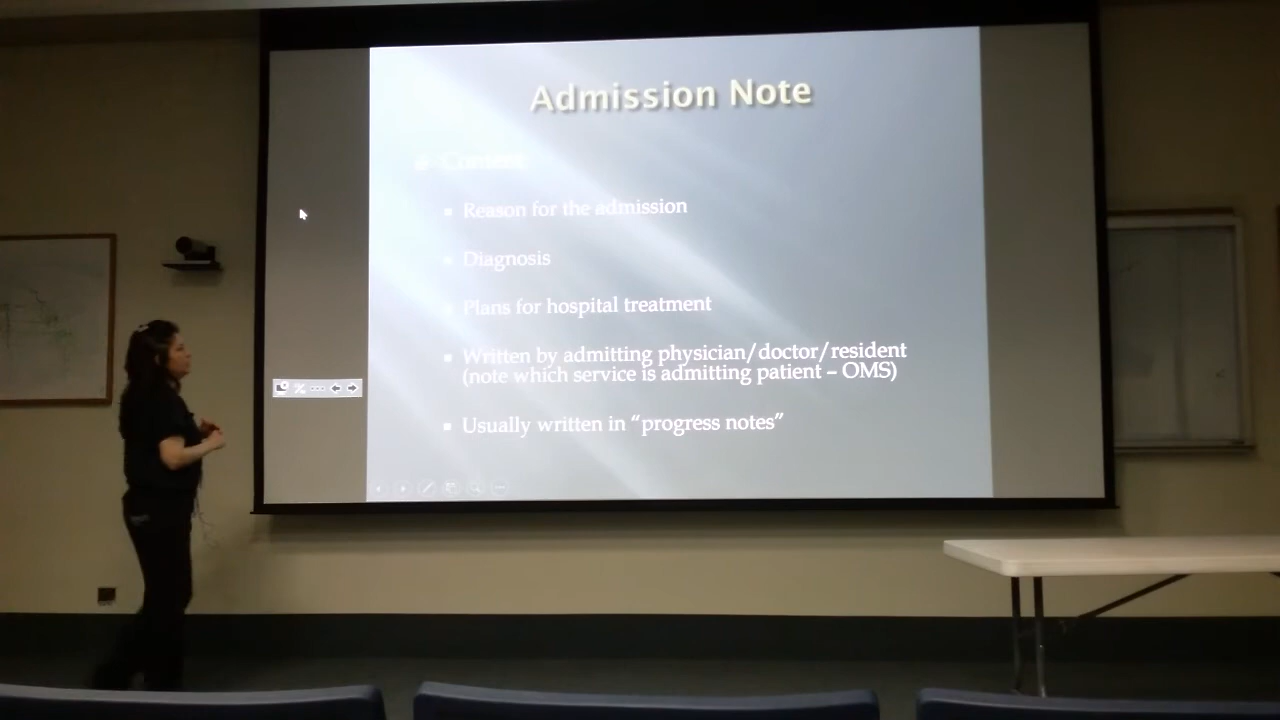 Admission Note
Content
Reason for the admission
Diagnosis
Plans for hospital treatment
Written by admitting physician/doctor/resident
(note which service is admitting patient – OMS)
Usually written in “progress notes”